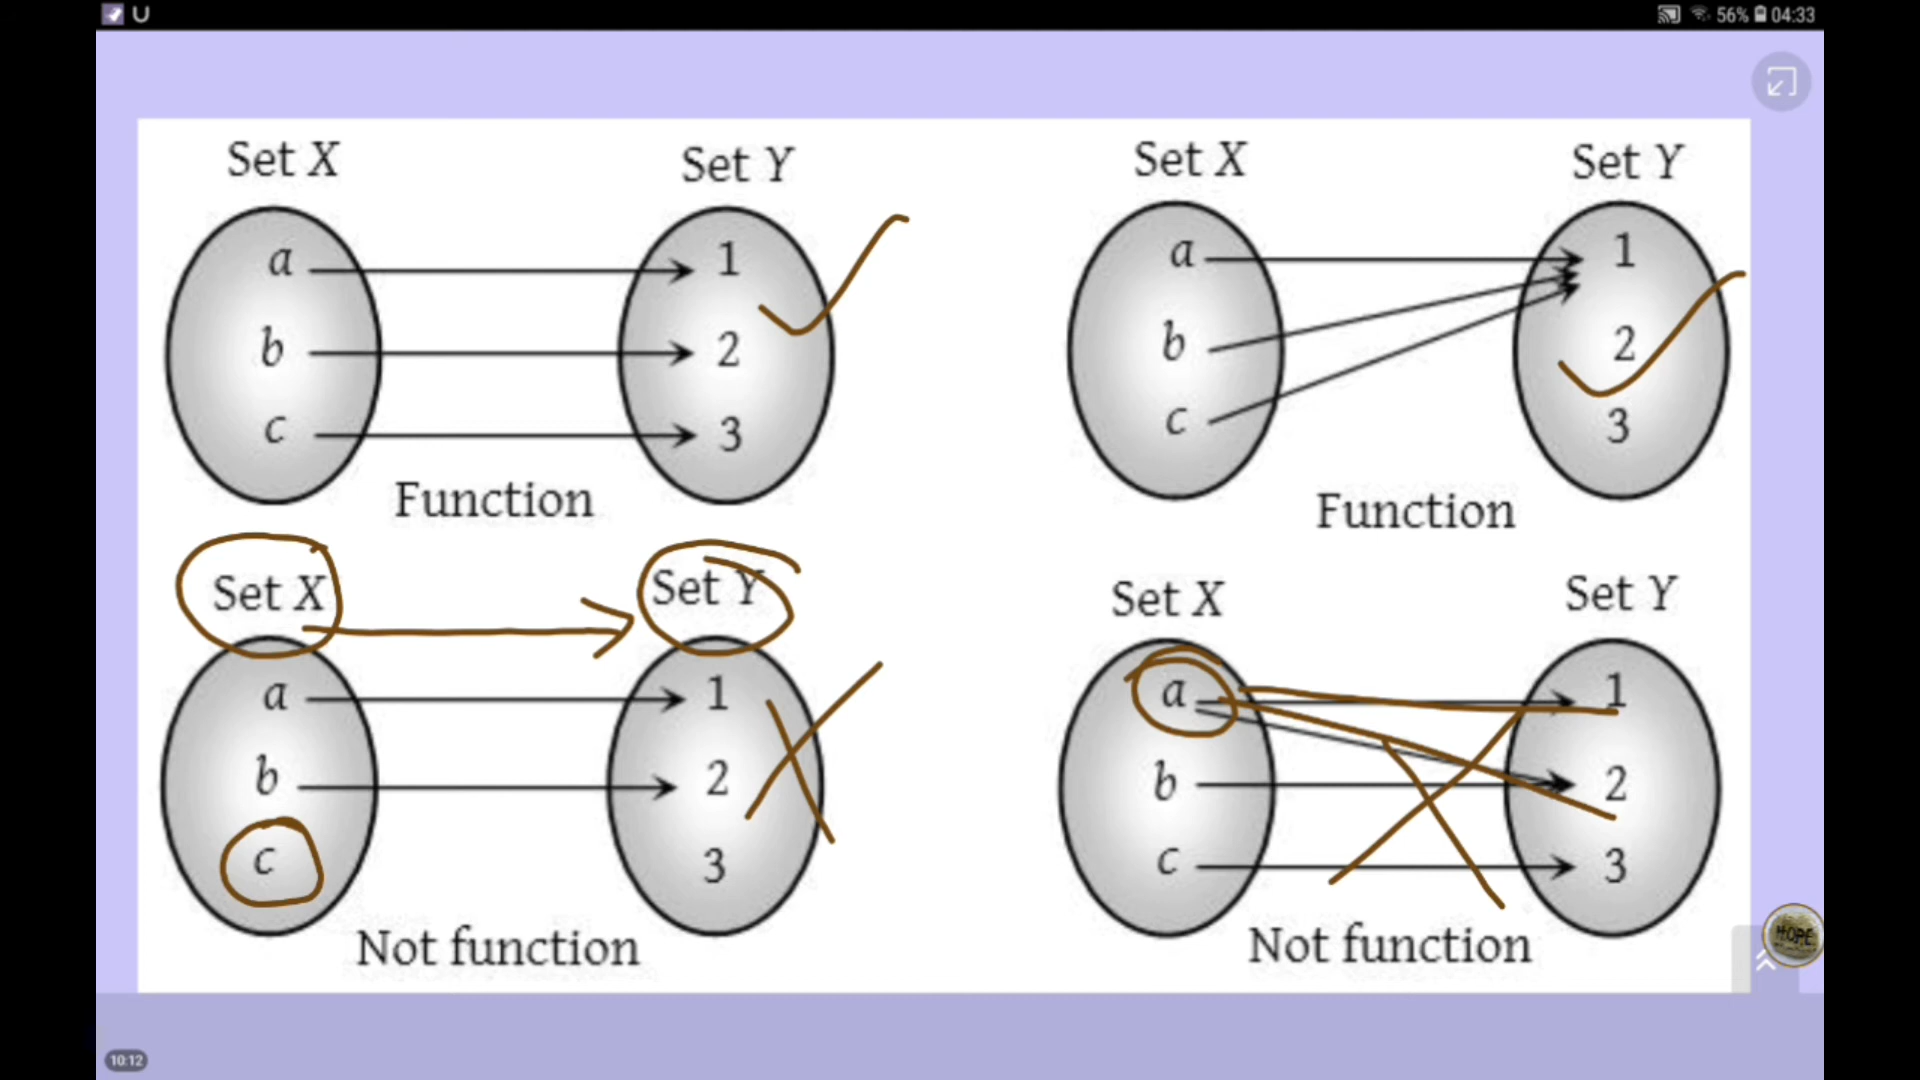 U
56% 04:33
Set X
Set Y
a
1
b
2
c
3
Function
Set X
Set Y
a
1
b
2
c
3
Function
Set X
Set Y
a
1
b
2
c
3
Not function
Set X
Set Y
a
1
b
2
c
3
Not function
HOPE
10:12